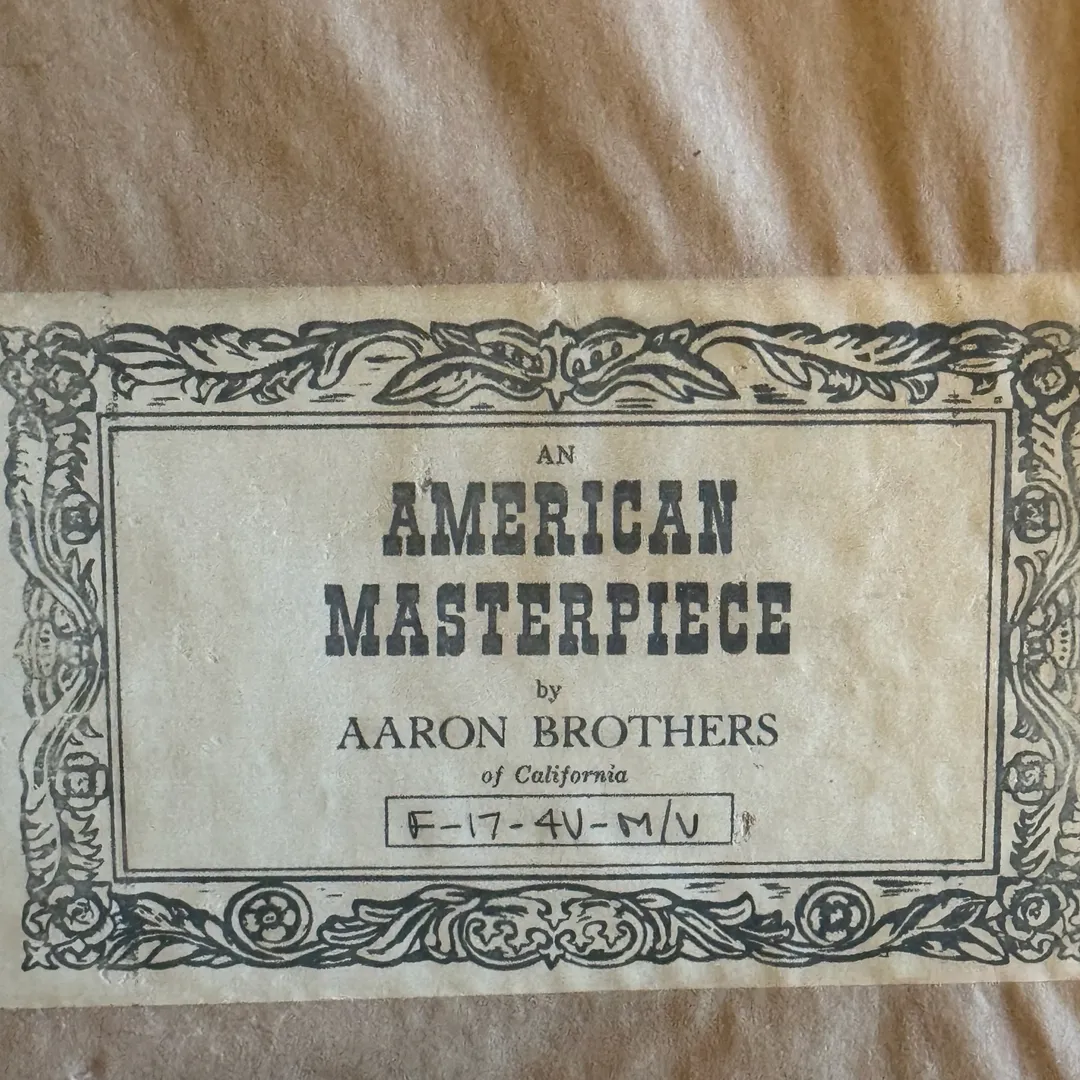 AN
AMERICAN
MASTERPIECE
by
AARON BROTHERS
of California
F-17-4V-M/V